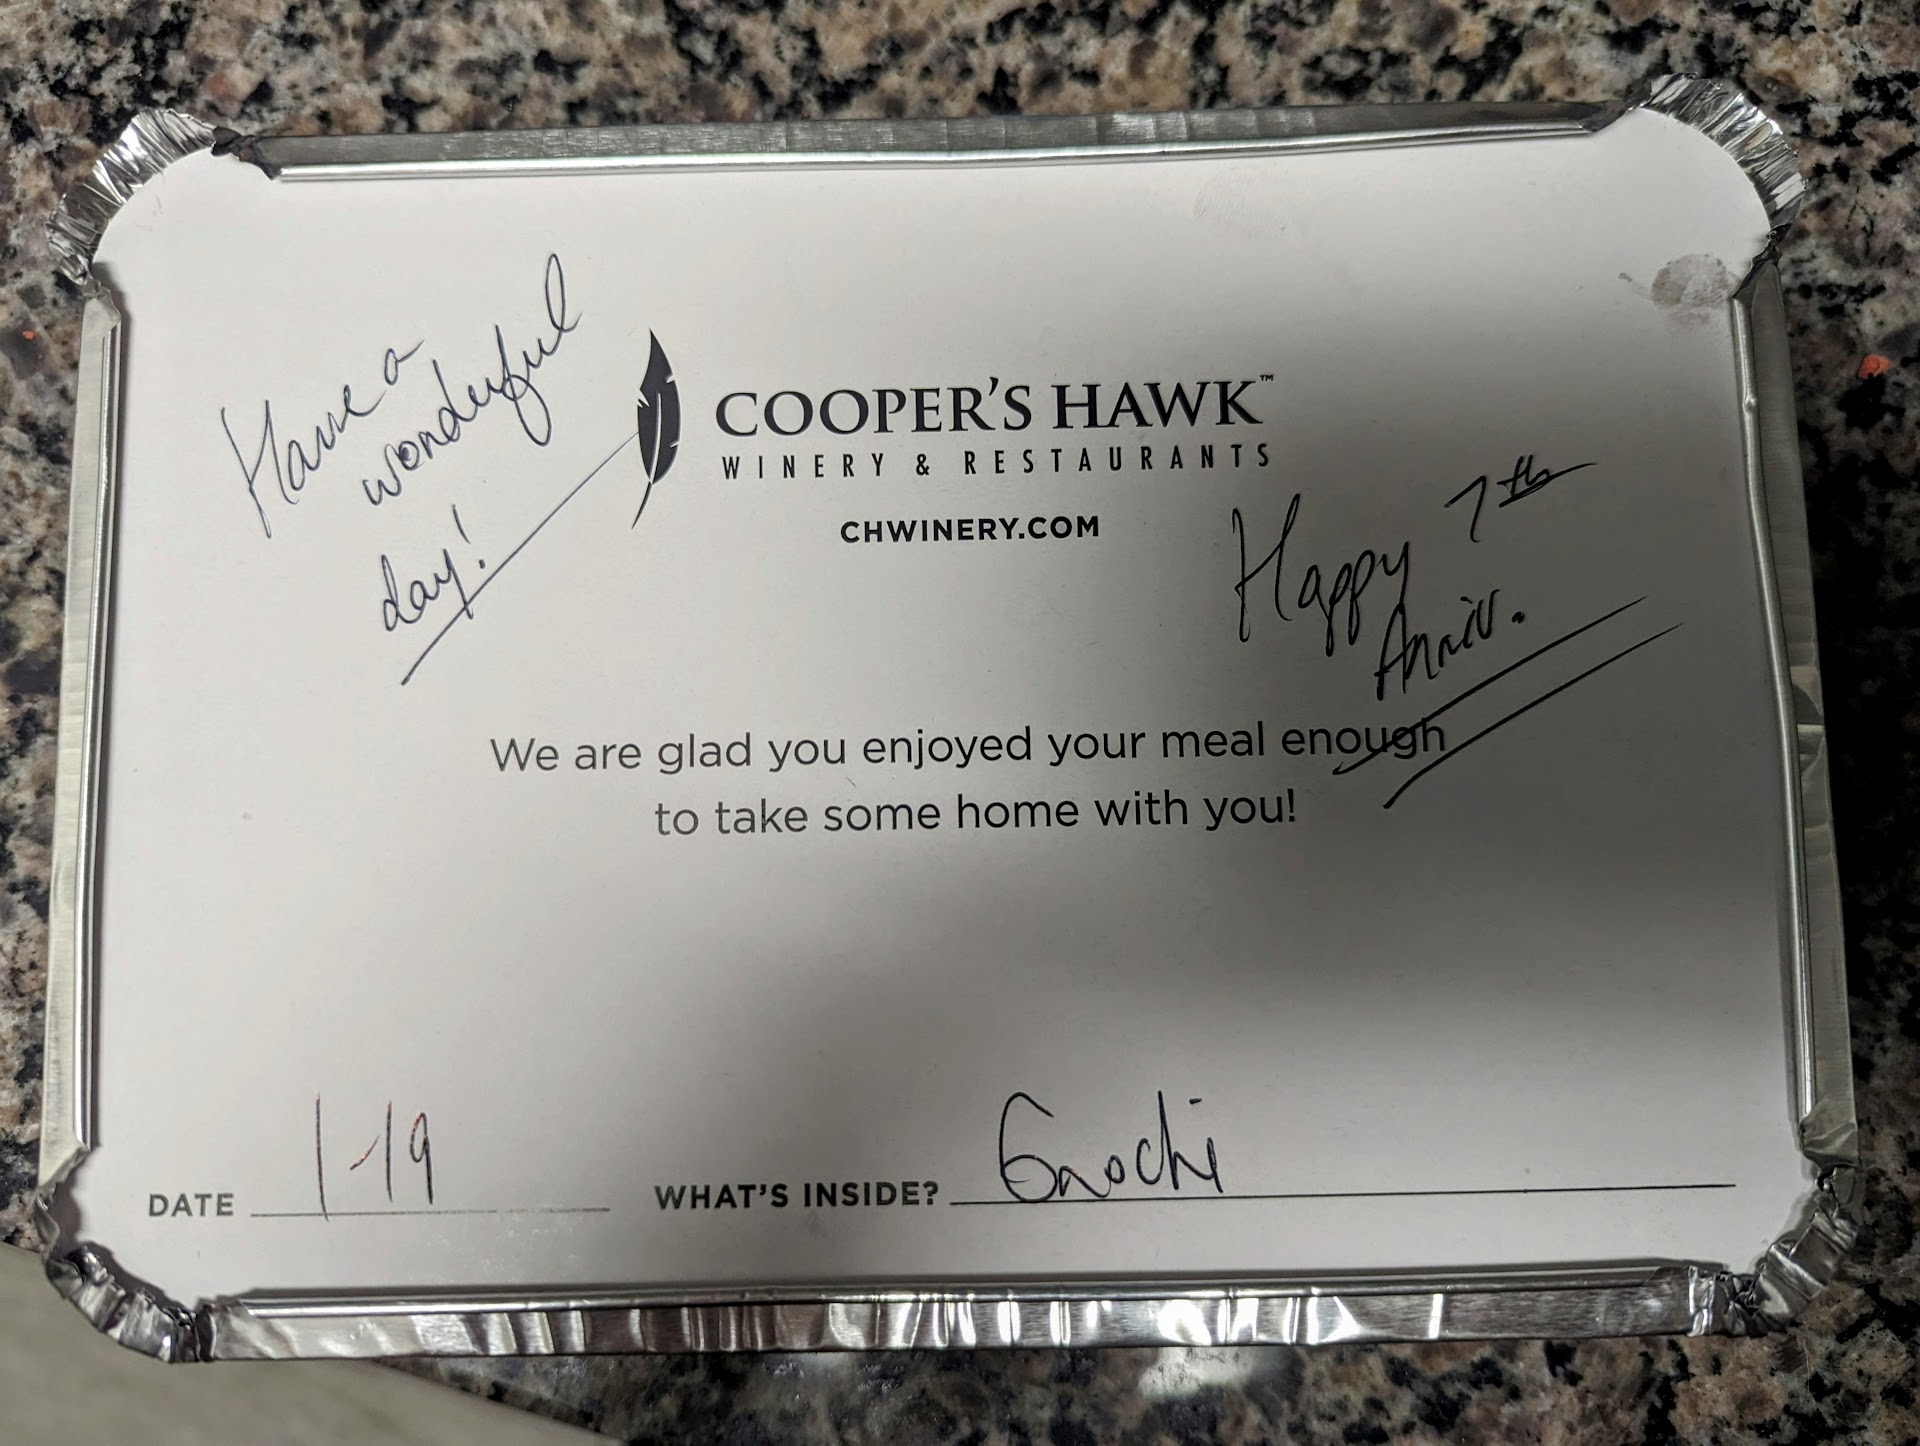 Have a
wonderful
day!
COOPER'S HAWK™
WINERY & RESTAURANTS
CHWINERY.COM
Happy 7th
Anniv.
We are glad you enjoyed your meal enough
to take some home with you!
DATE 1-19 WHAT'S INSIDE? Gnochi